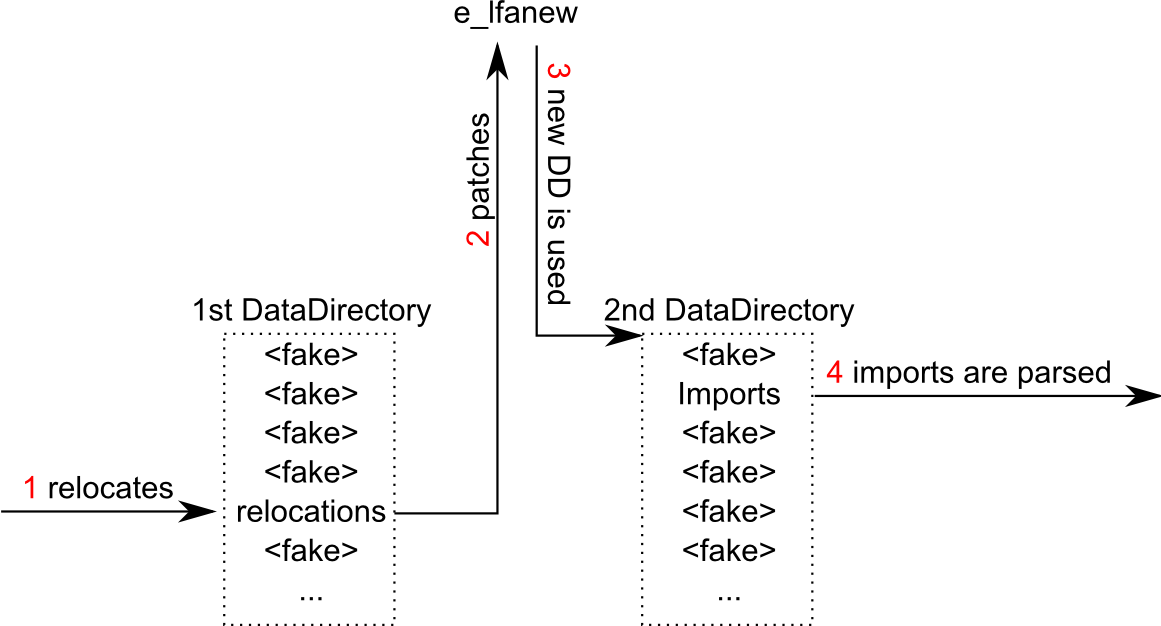 e_lfanew
2 patches
3 new DD is used
1st DataDirectory
<fake>
<fake>
<fake>
<fake>
relocations
<fake>
...
1 relocates
2nd DataDirectory
<fake>
Imports
<fake>
<fake>
<fake>
<fake>
...
4 imports are parsed